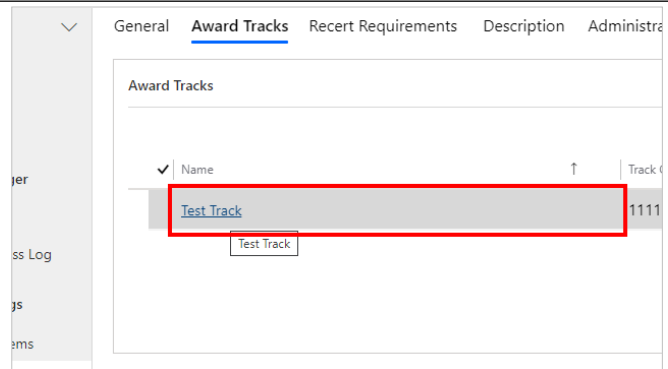 General Award Tracks Recert Requirements Description Administra
Award Tracks
Name Track
ger
Test Track 1111
Test Track
ss Log
gs
ems